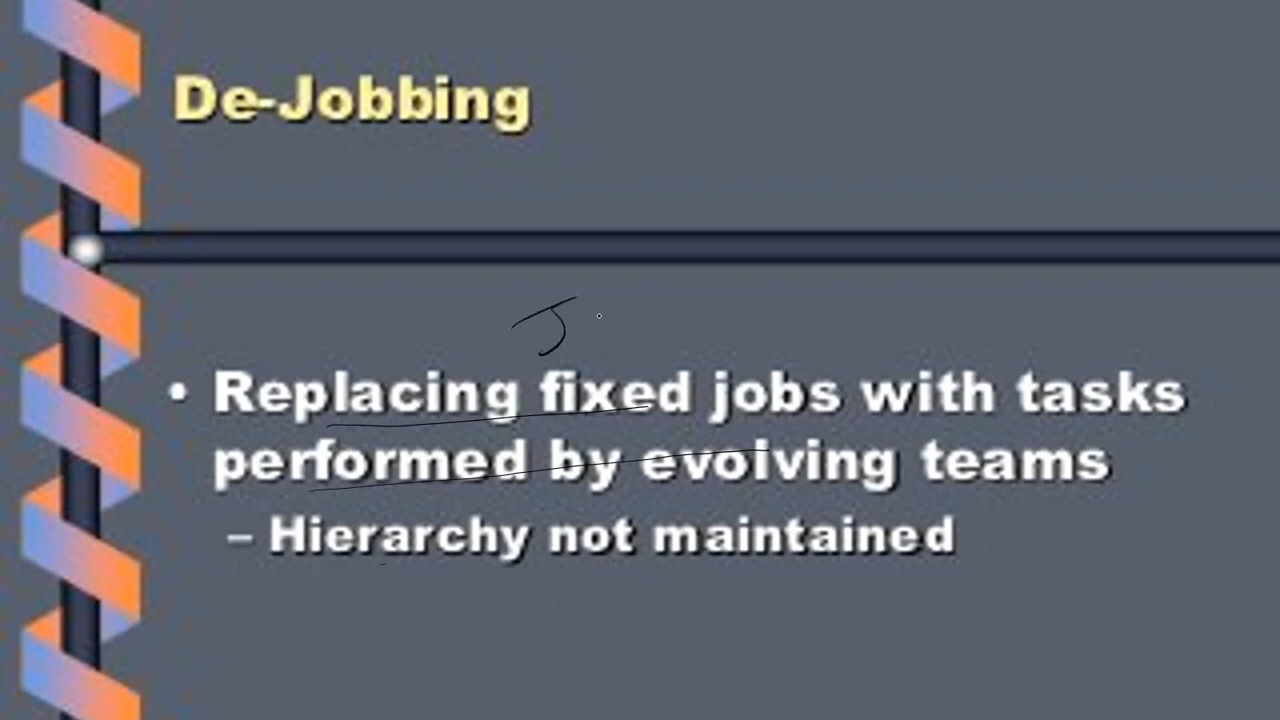 De-Jobbing
J
• Replacing fixed jobs with tasks
performed by evolving teams
– Hierarchy not maintained